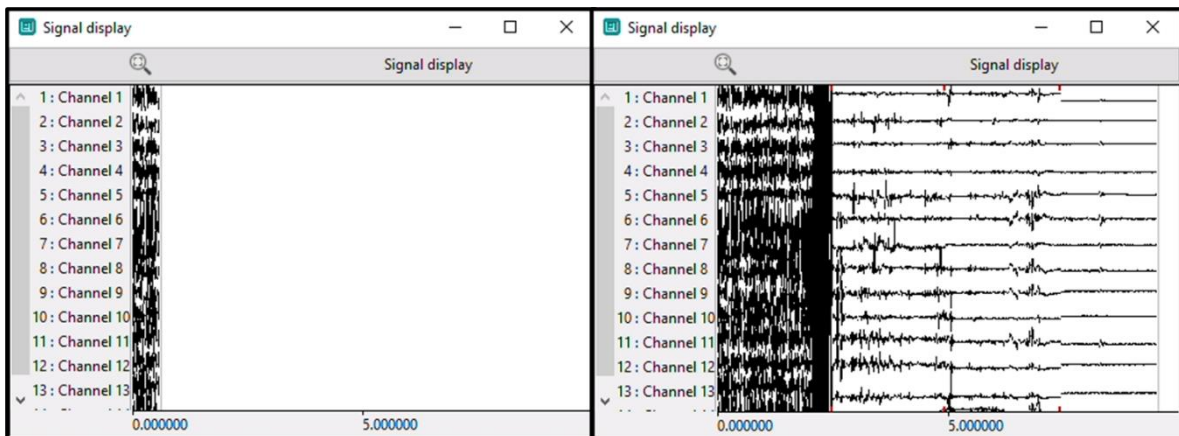 Signal display
Signal display
1 : Channel 1
2 : Channel 2
3 : Channel 3
4 : Channel 4
5 : Channel 5
6 : Channel 6
7 : Channel 7
8 : Channel 8
9 : Channel 9
10 : Channel 10
11 : Channel 11
12 : Channel 12
13 : Channel 13
0.000000 5.000000
Signal display
Signal display
1 : Channel 1
2 : Channel 2
3 : Channel 3
4 : Channel 4
5 : Channel 5
6 : Channel 6
7 : Channel 7
8 : Channel 8
9 : Channel 9
10 : Channel 10
11 : Channel 11
12 : Channel 12
13 : Channel 13
0.000000 5.000000